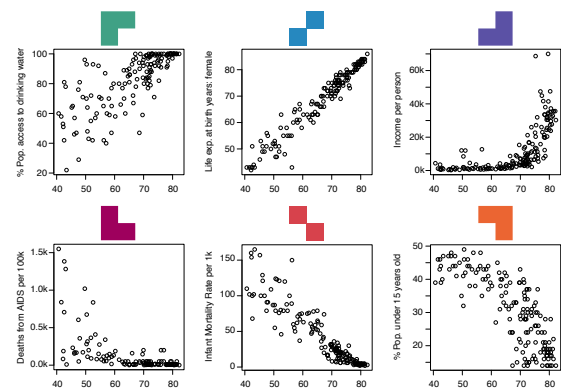 % Pop. access to drinking water
100
80
60
40
20
40 50 60 70 80
Life exp. at birth years: female
80
70
60
50
40 50 60 70 80
Income per person
60k
40k
20k
0k
40 50 60 70 80
Deaths from AIDS per 100k
1.5k
1.0k
0.5k
0.0k
40 50 60 70 80
Infant Mortality Rate per 1k
150
100
50
0
40 50 60 70 80
% Pop. under 15 years old
50
40
30
20
40 50 60 70 80